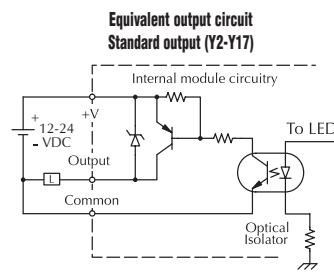 Equivalent output circuit
Standard output (Y2-Y17)
Internal module circuitry
+
+V
12-24
- VDC
To LED
Output
L
Common
Optical
Isolator